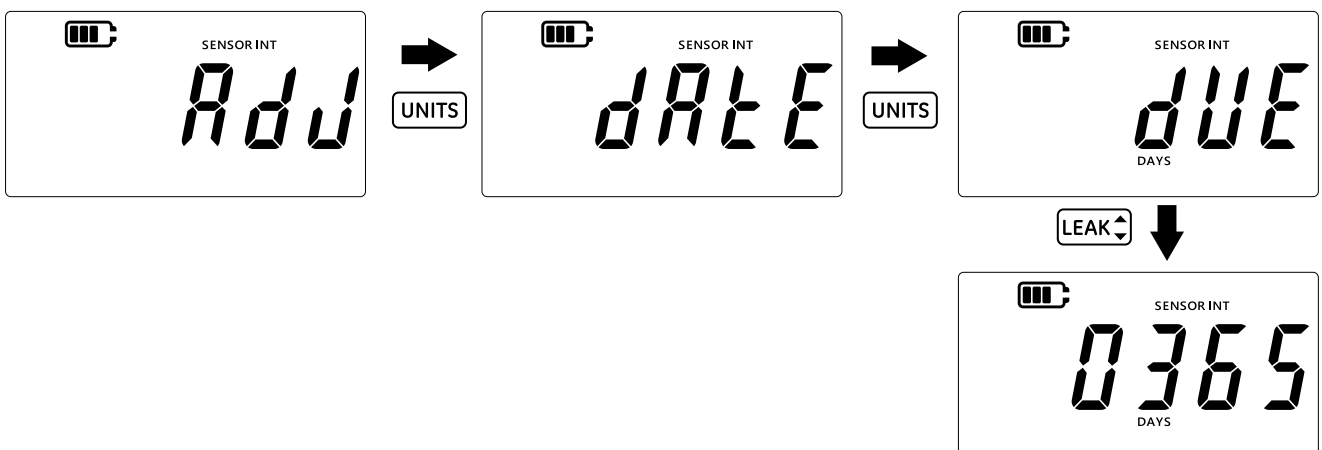 SENSOR INT
Adj
UNITS
SENSOR INT
dAtE
UNITS
SENSOR INT
dUE
DAYS
LEAK
SENSOR INT
0365
DAYS